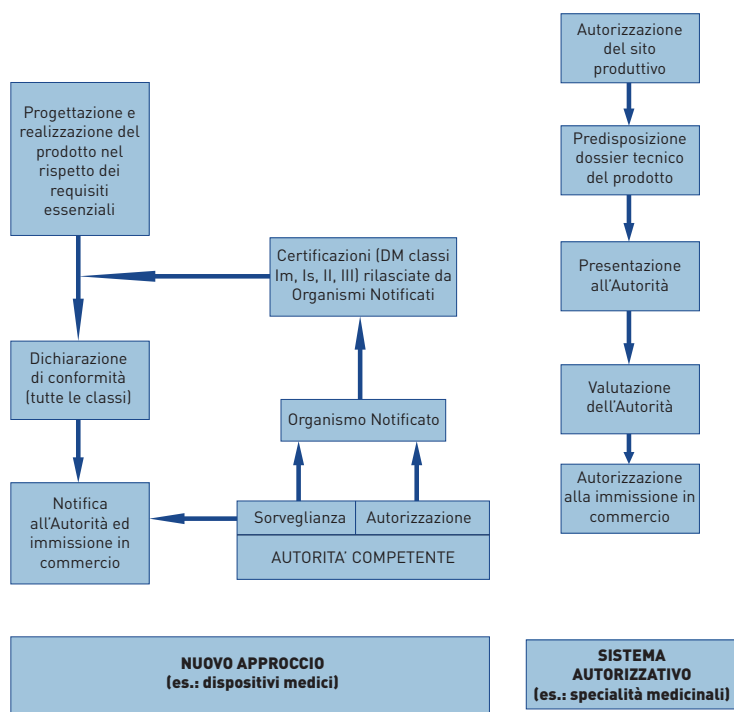 Progettazione e
realizzazione del
prodotto nel
rispetto dei
requisiti
essenziali
Certificazioni (DM classi
Im, Is, II, III) rilasciate da
Organismi Notificati
Dichiarazione
di conformità
(tutte le classi)
Organismo Notificato
Notifica
all'Autorità ed
immissione in
commercio
Sorveglianza
Autorizzazione
AUTORITA' COMPETENTE
NUOVO APPROCCIO
(es.: dispositivi medici)
Autorizzazione
del sito
produttivo
Predisposizione
dossier tecnico
del prodotto
Presentazione
all'Autorità
Valutazione
dell'Autorità
Autorizzazione
alla immissione in
commercio
SISTEMA
AUTORIZZATIVO
(es.: specialità medicinali)